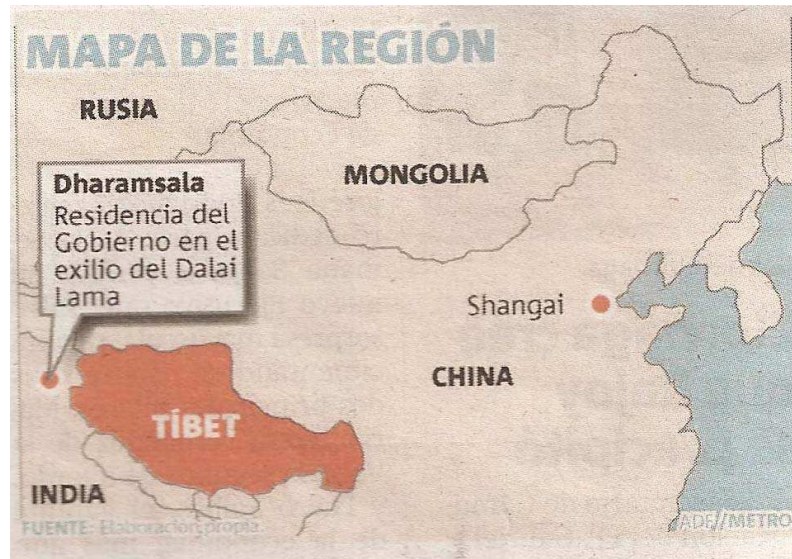 MAPA DE LA REGIÓN
RUSIA
MONGOLIA
Dharamsala
Residencia del
Gobierno en el
exilio del Dalai
Lama
Shangai
CHINA
TÍBET
INDIA
FUENTE: Elaboración propia
ADF//METRO